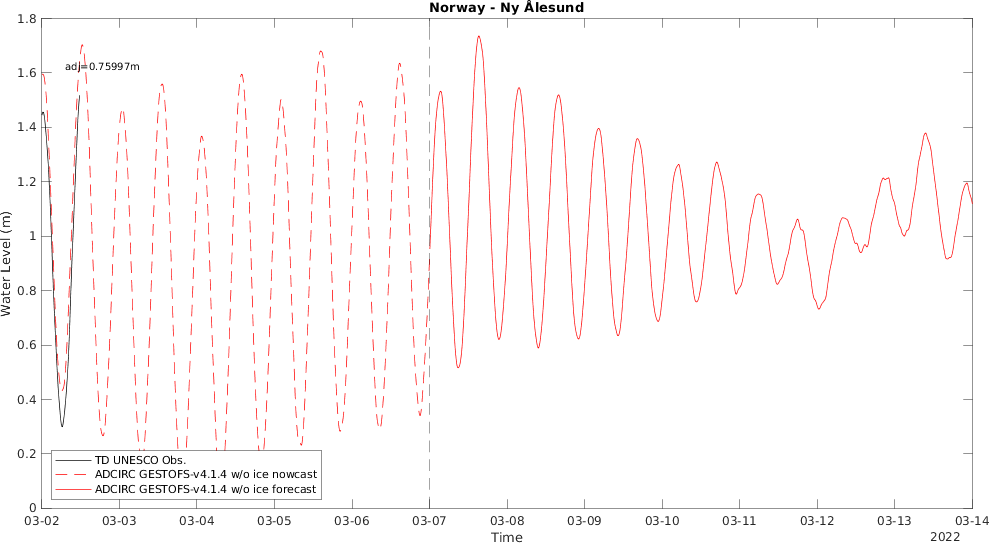 Norway - Ny Ålesund
1.8
1.6
1.4
1.2
1
0.8
0.6
0.4
0.2
0
Water Level (m)
adj=0.75997m
TD UNESCO Obs.
ADCIRC GESTOFS-v4.1.4 w/o ice nowcast
ADCIRC GESTOFS-v4.1.4 w/o ice forecast
03-02 03-03 03-04 03-05 03-06 03-07 03-08 03-09 03-10 03-11 03-12 03-13 03-14
Time
2022